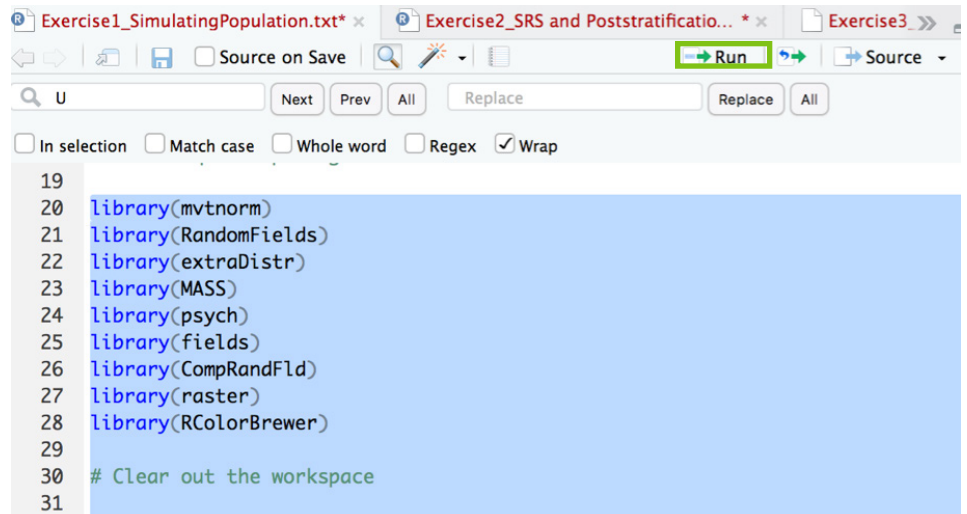 Exercise1_SimulatingPopulation.txt* Exercise2_SRS and Poststratificatio... * Exercise3_
Source on Save Run Source
U Next Prev All Replace Replace All
In selection Match case Whole word Regex Wrap
19
20 library(mvtnorm)
21 library(RandomFields)
22 library(extraDistr)
23 library(MASS)
24 library(psych)
25 library(fields)
26 library(CompRandFld)
27 library(raster)
28 library(RColorBrewer)
29
30 # Clear out the workspace
31